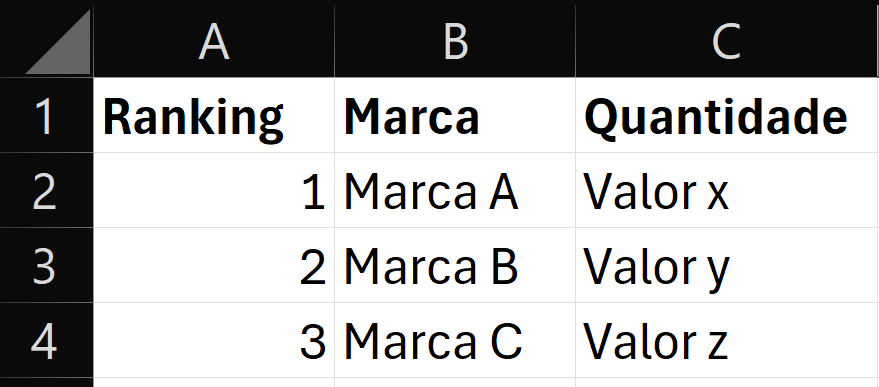 A B C
1 Ranking Marca Quantidade
2 1 Marca A Valor x
3 2 Marca B Valor y
4 3 Marca C Valor z